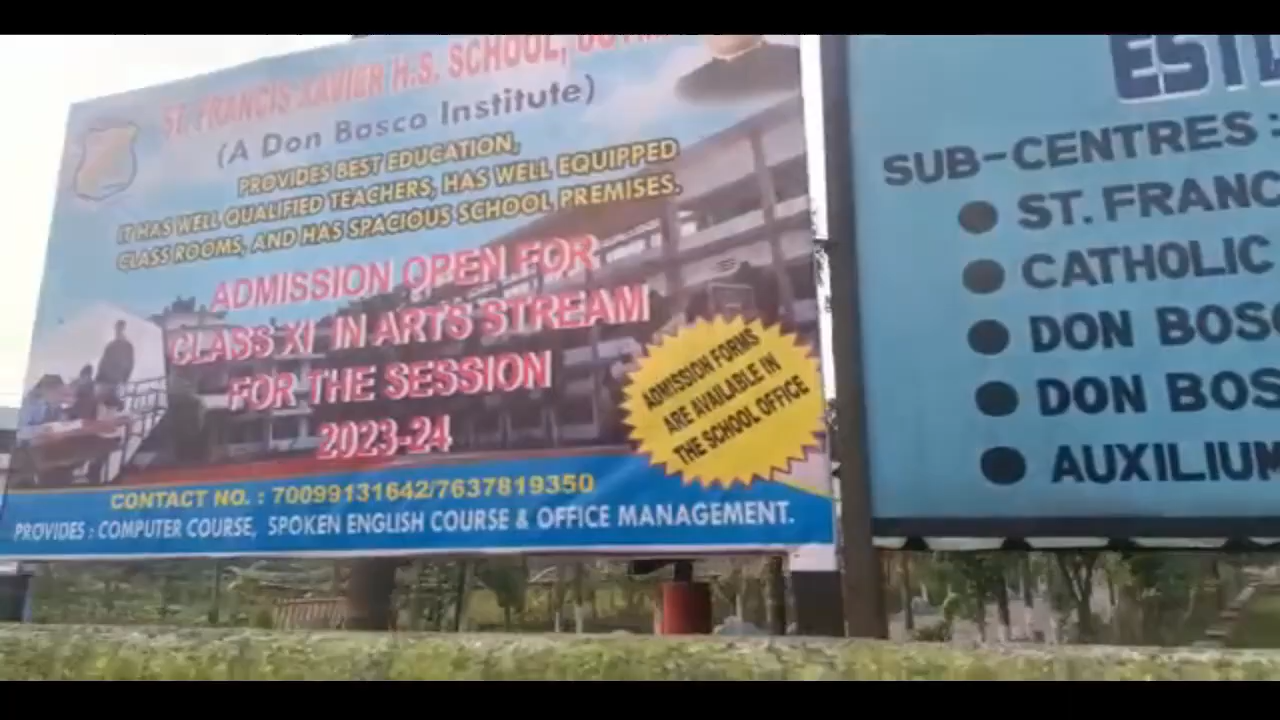 ST. FRANCIS XAVIER H.S. SCHOOL,
(A Don Bosco Institute)
PROVIDES BEST EDUCATION,
IT HAS WELL QUALIFIED TEACHERS, HAS WELL EQUIPPED
CLASS ROOMS, AND HAS SPACIOUS SCHOOL PREMISES.
ADMISSION OPEN FOR
CLASS XI IN ARTS STREAM
FOR THE SESSION
2023-24
ADMISSION FORMS
ARE AVAILABLE IN
THE SCHOOL OFFICE
CONTACT NO. : 70099131642/7637819350
PROVIDES : COMPUTER COURSE, SPOKEN ENGLISH COURSE & OFFICE MANAGEMENT.
SUB-CENTRES :
ST. FRANC
CATHOLIC
DON BOSC
DON BOS
AUXILIUM